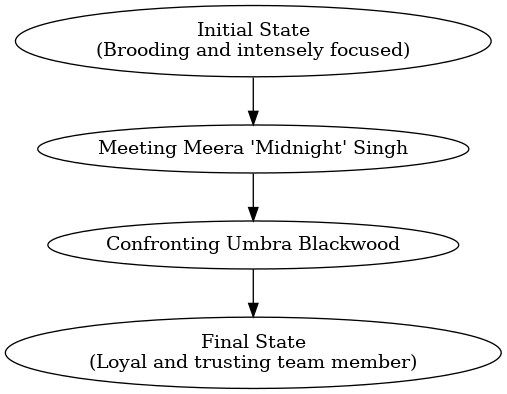 Initial State
(Brooding and intensely focused)
Meeting Meera 'Midnight' Singh
Confronting Umbra Blackwood
Final State
(Loyal and trusting team member)